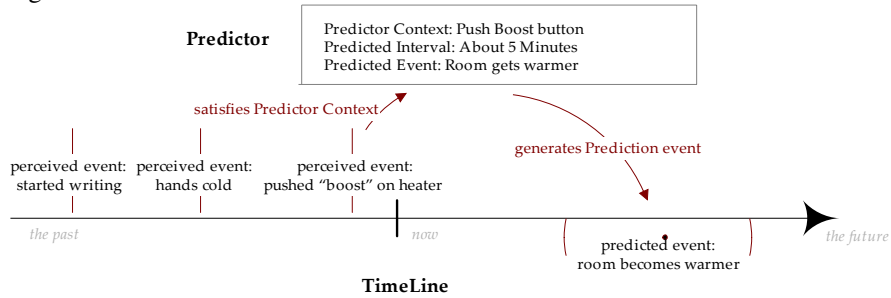 Predictor
Predictor Context: Push Boost button
Predicted Interval: About 5 Minutes
Predicted Event: Room gets warmer
satisfies Predictor Context
generates Prediction event
perceived event:
started writing
perceived event:
hands cold
perceived event:
pushed “boost” on heater
the past
now
the future
predicted event:
room becomes warmer
TimeLine